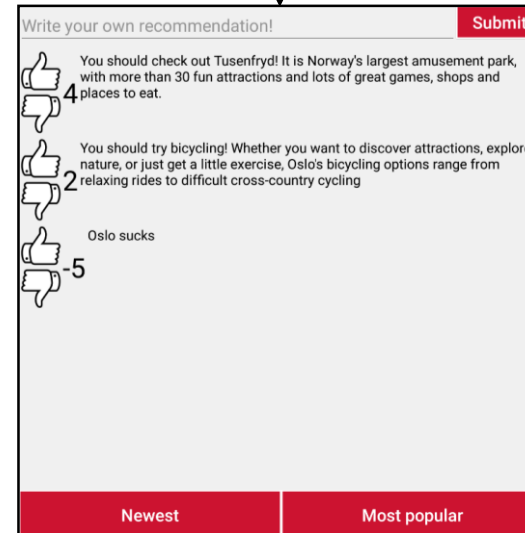 Write your own recommendation!
Submit
You should check out Tusenfryd! It is Norway's largest amusement park,
with more than 30 fun attractions and lots of great games, shops and
places to eat.
4
You should try bicycling! Whether you want to discover attractions, explore
nature, or just get a little exercise, Oslo's bicycling options range from
relaxing rides to difficult cross-country cycling
2
Oslo sucks
-5
Newest
Most popular